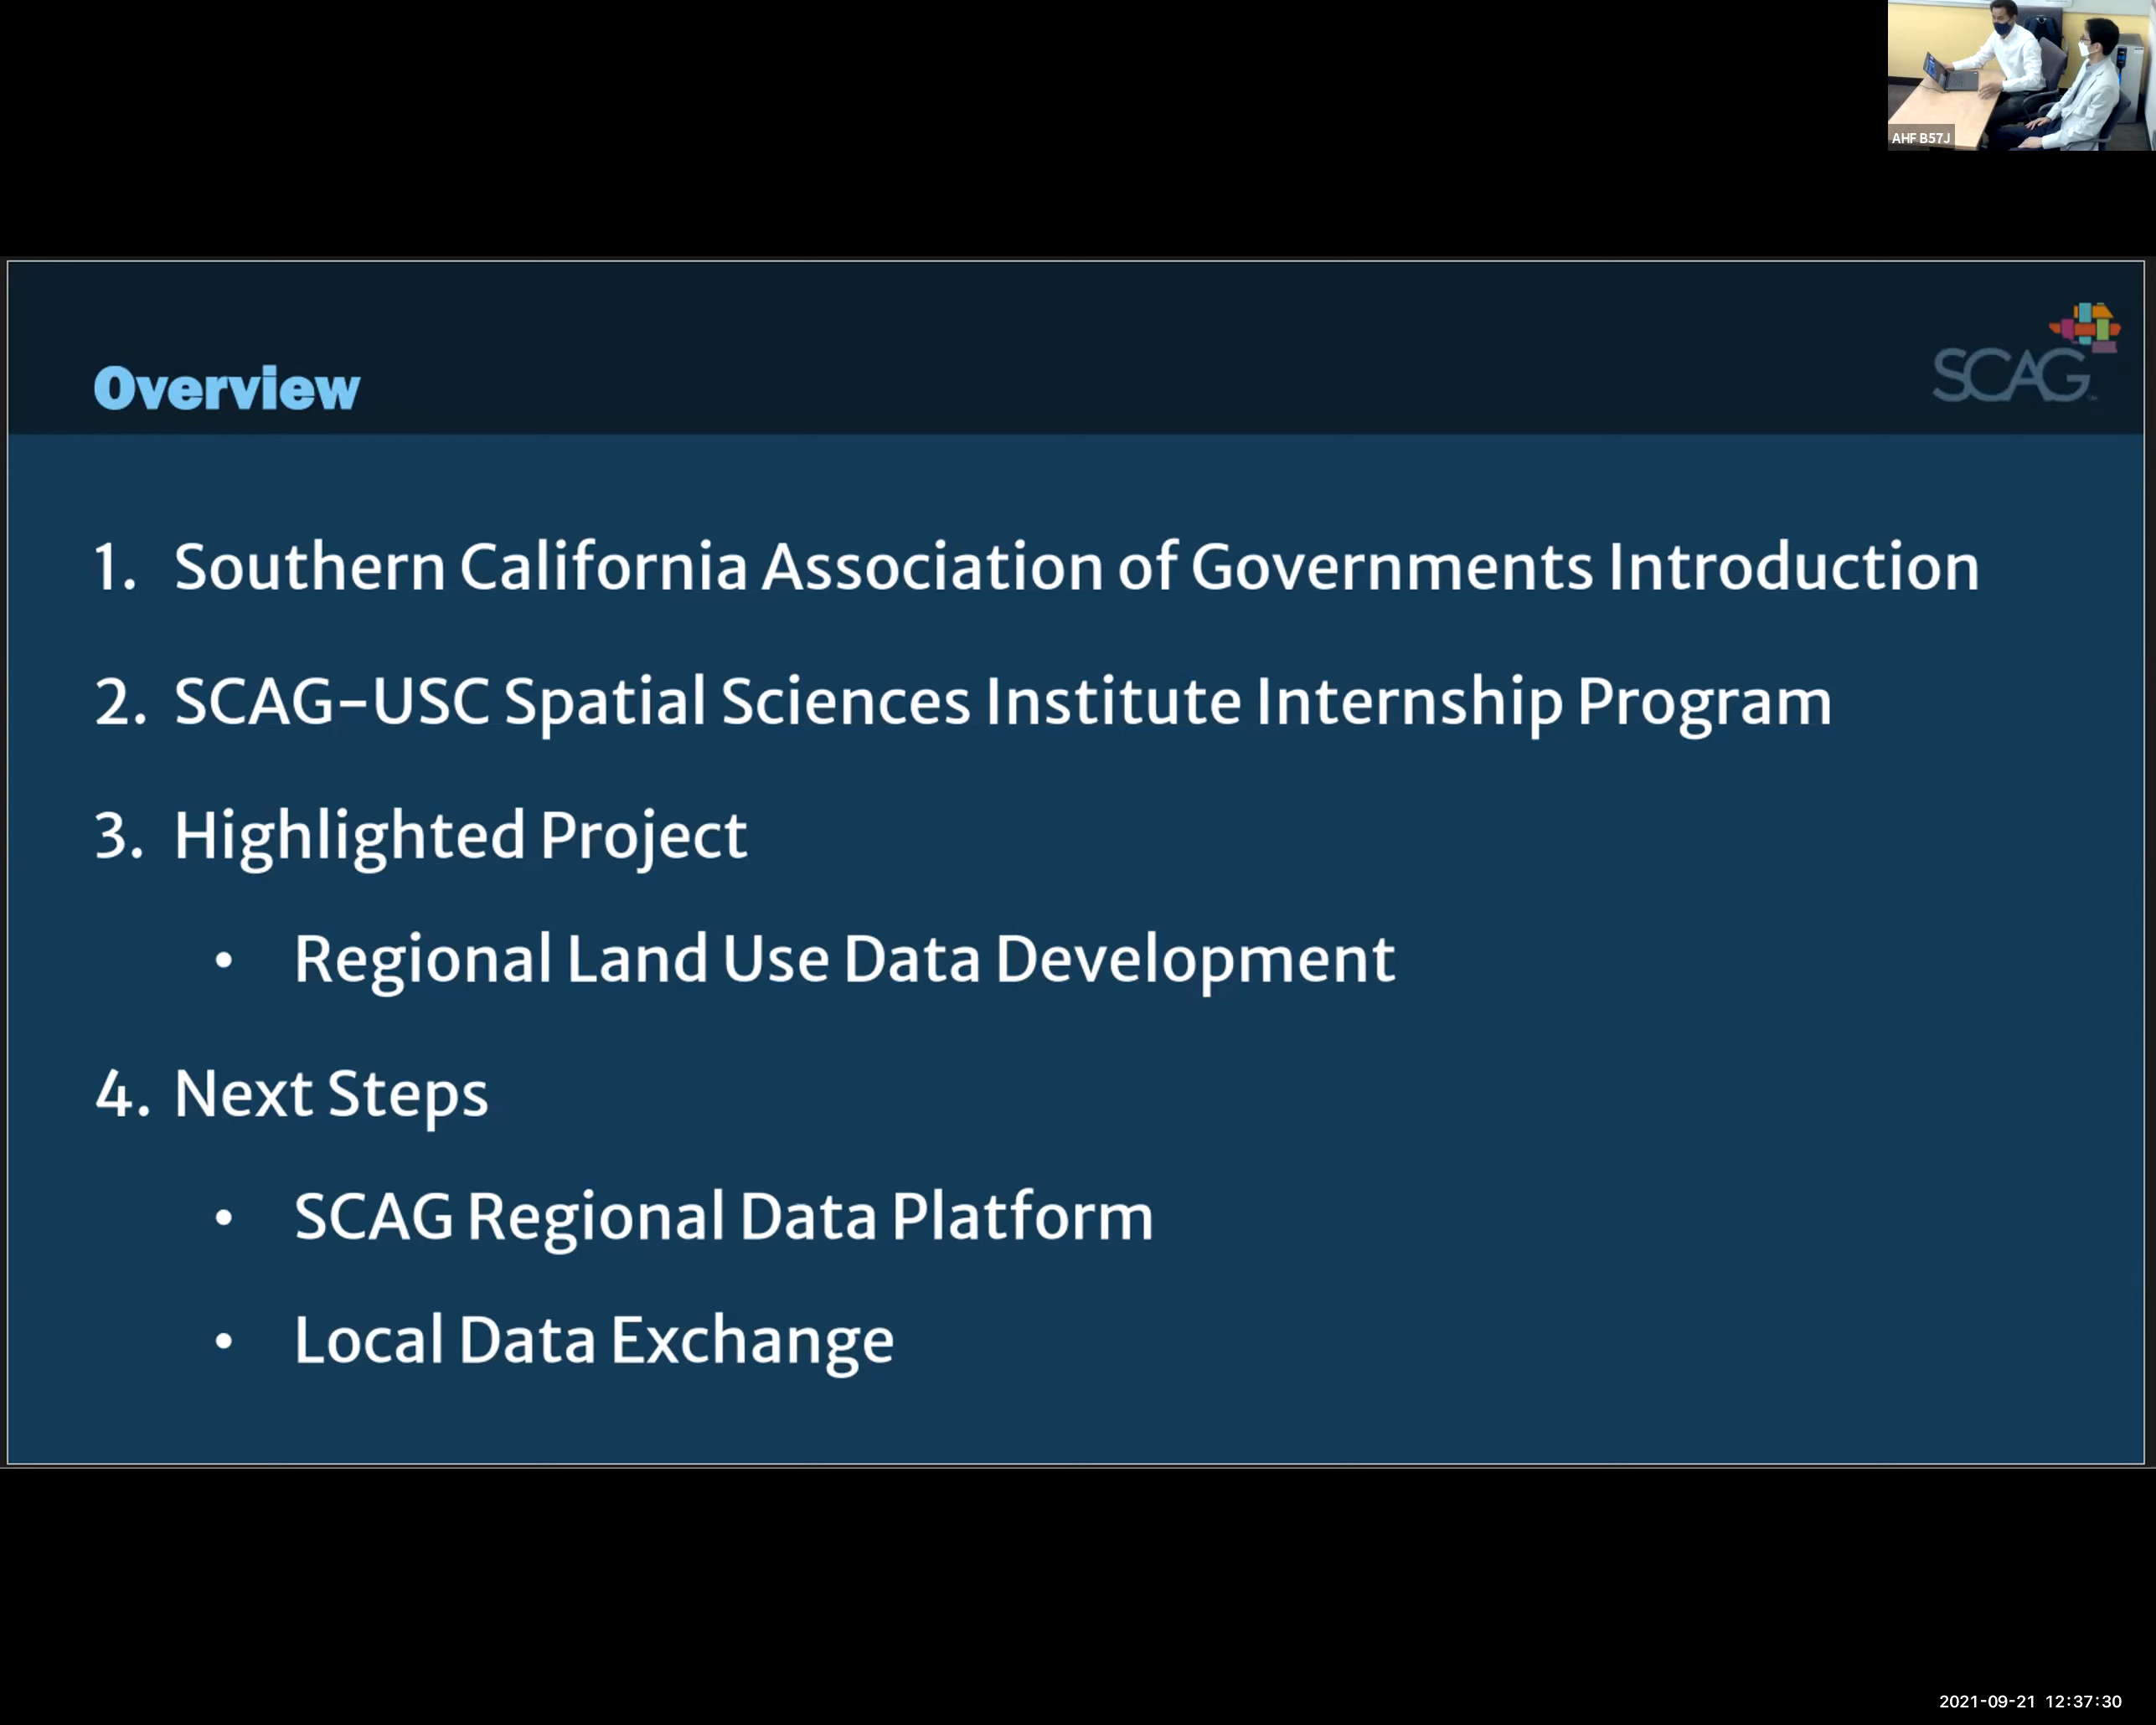 AHF B57J
SCAG
Overview
1. Southern California Association of Governments Introduction
2. SCAG-USC Spatial Sciences Institute Internship Program
3. Highlighted Project
• Regional Land Use Data Development
4. Next Steps
• SCAG Regional Data Platform
• Local Data Exchange
2021-09-21 12:37:30